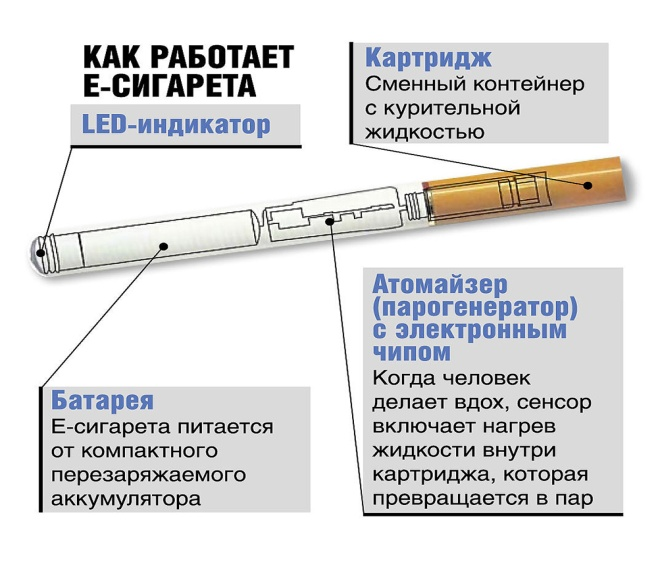 КАК РАБОТАЕТ
Е-СИГАРЕТА
LED-индикатор
Картридж
Сменный контейнер
с курительной
жидкостью
Батарея
Е-сигарета питается
от компактного
перезаряжаемого
аккумулятора
Атомайзер
(парогенератор)
с электронным
чипом
Когда человек
делает вдох, сенсор
включает нагрев
жидкости внутри
картриджа, которая
превращается в пар